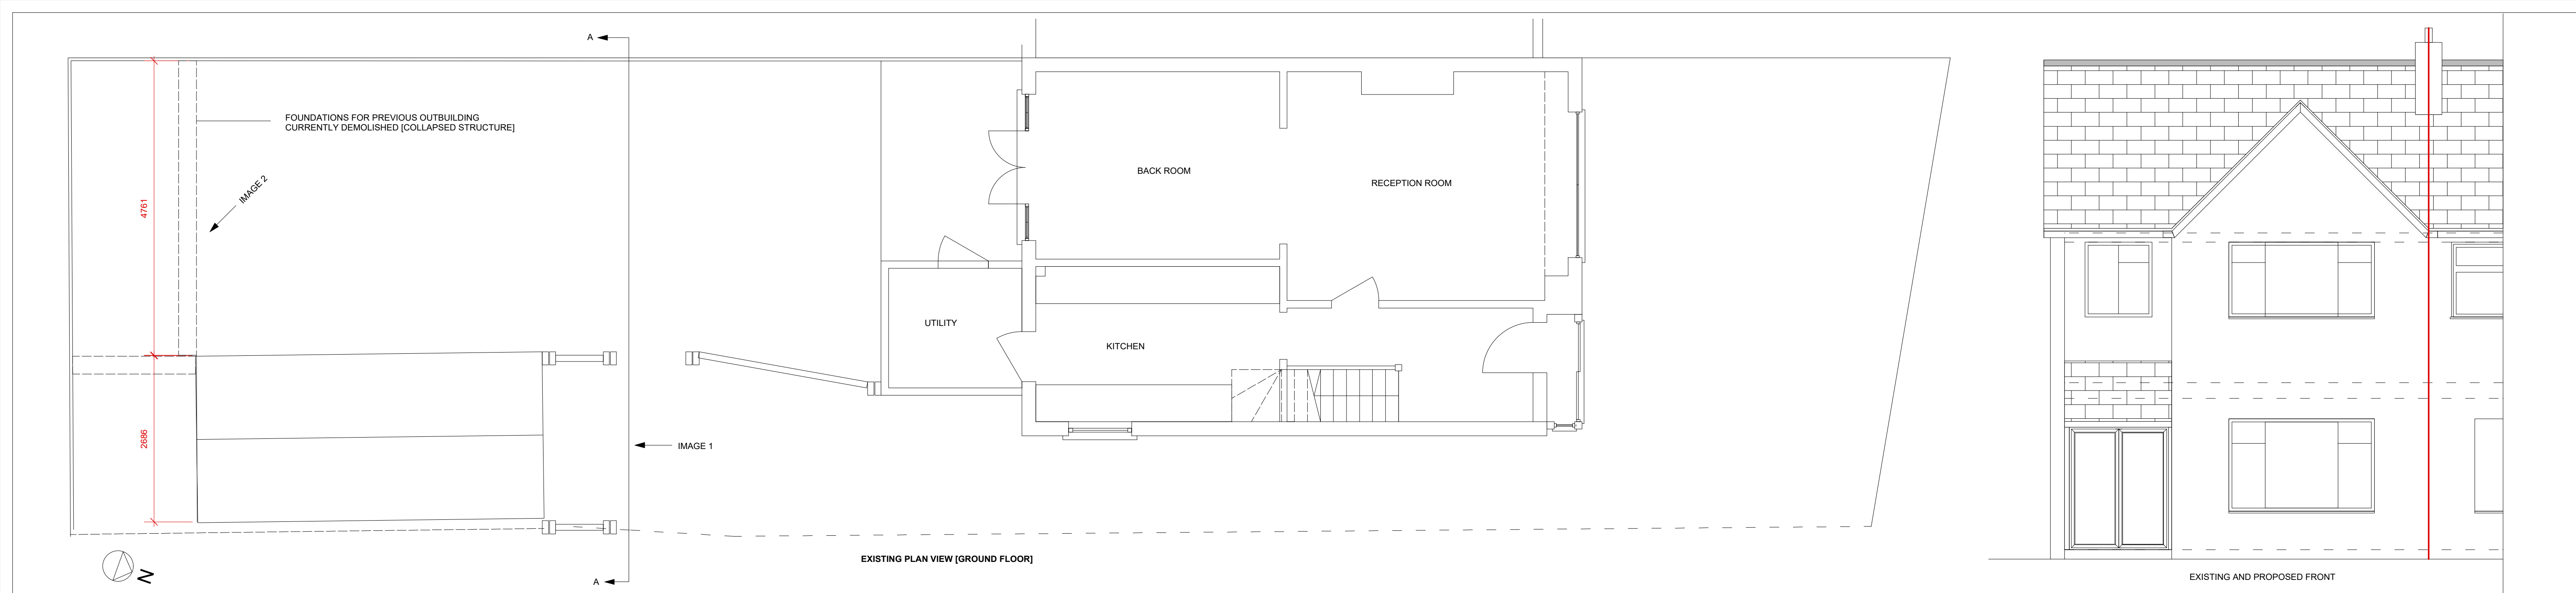 A
FOUNDATIONS FOR PREVIOUS OUTBUILDING
CURRENTLY DEMOLISHED [COLLAPSED STRUCTURE]
IMAGE 2
4761
BACK ROOM
RECEPTION ROOM
UTILITY
KITCHEN
2686
IMAGE 1
EXISTING PLAN VIEW [GROUND FLOOR]
N
A
EXISTING AND PROPOSED FRONT